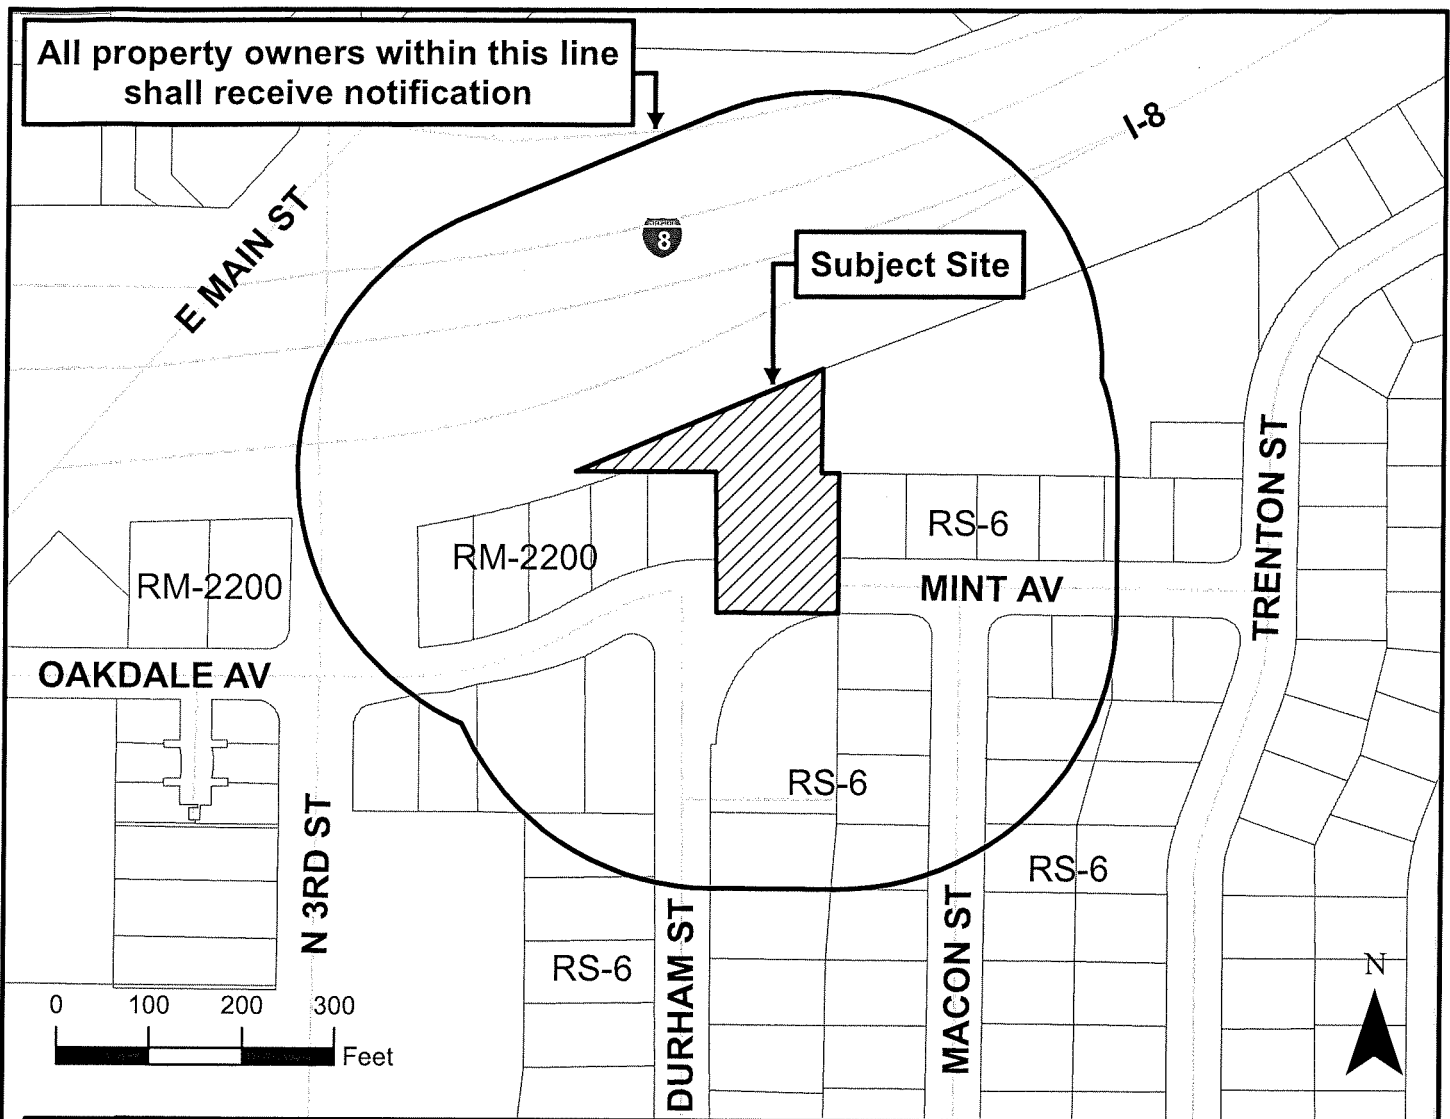 All property owners within this line
shall receive notification
I-8
E MAIN ST
8
Subject Site
RS-6
RM-2200
RM-2200
MINT AV
TRENTON ST
OAKDALE AV
RS-6
N 3RD ST
RS-6
DURHAM ST
MACON ST
RS-6
N
0 100 200 300
Feet